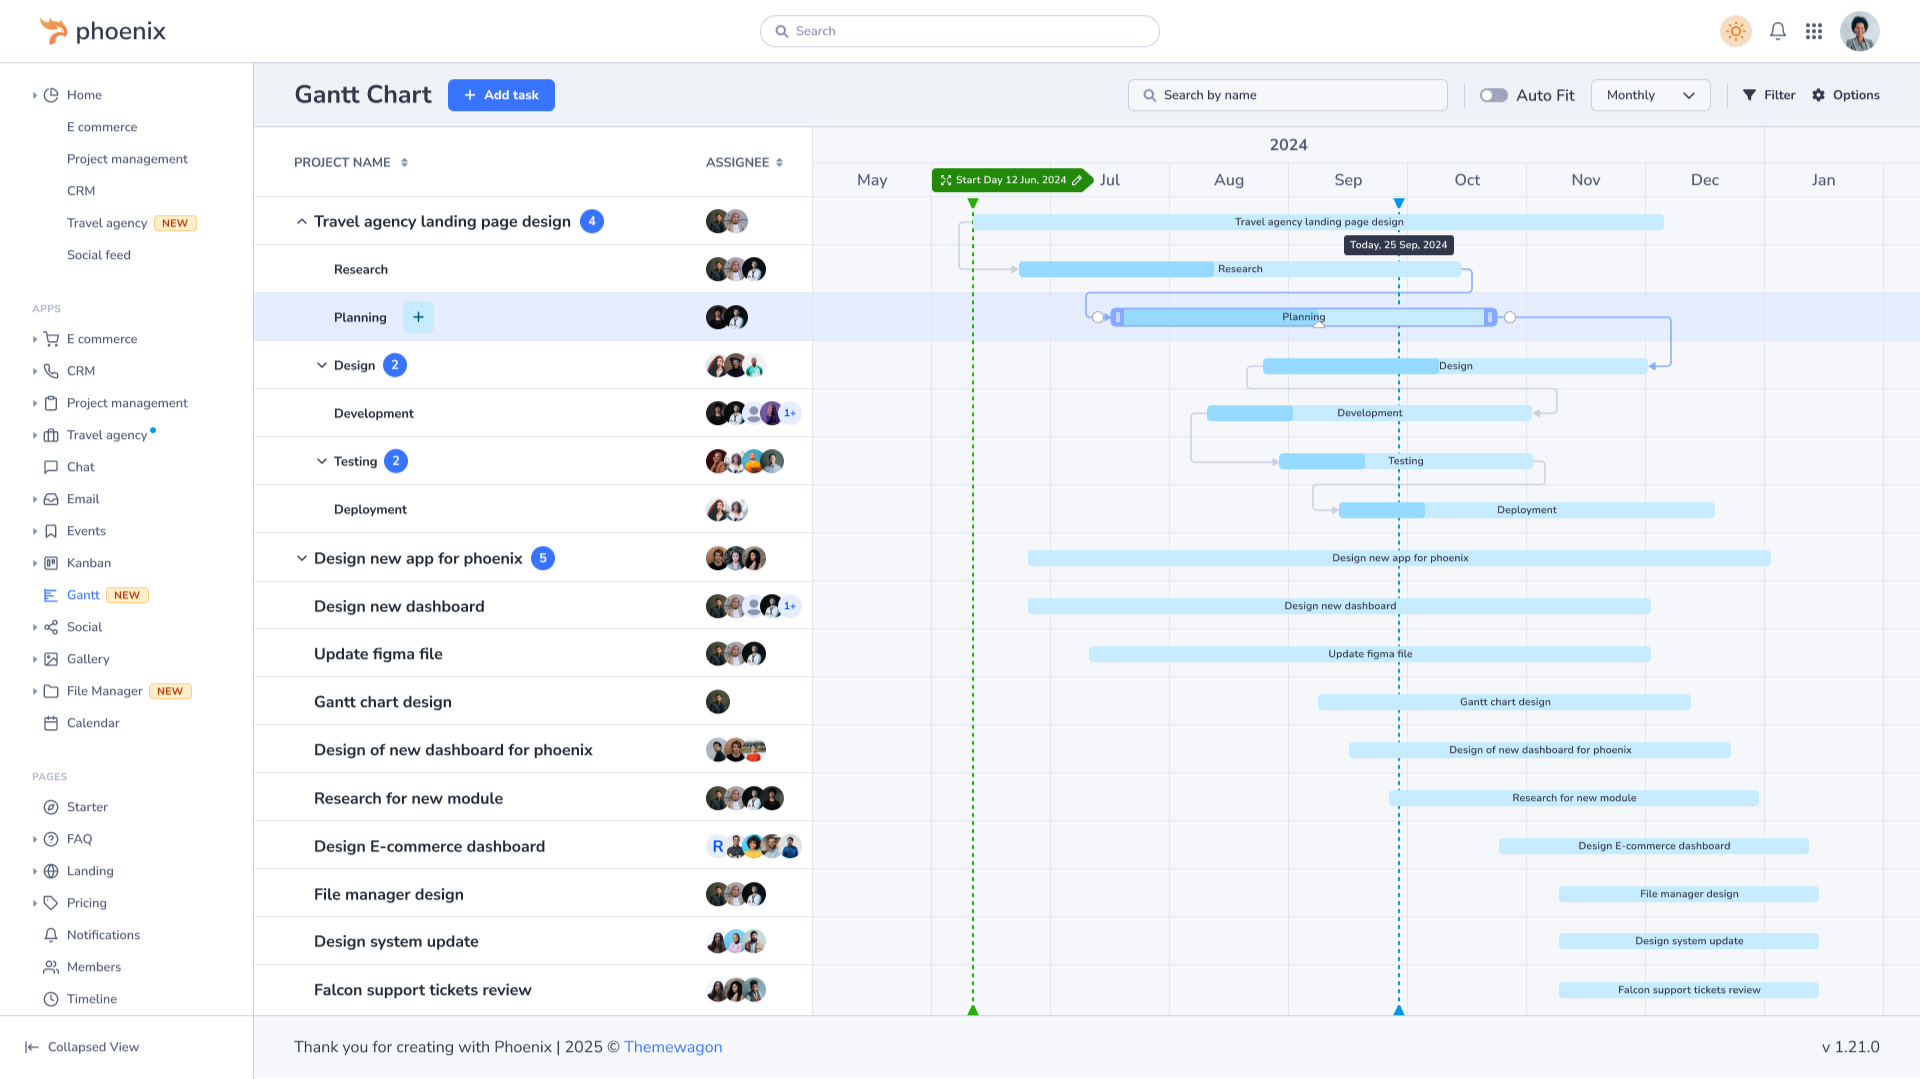 phoenix
Search
Home
E commerce
Project management
CRM
Travel agency NEW
Social feed
APPS
E commerce
CRM
Project management
Travel agency
Chat
Email
Events
Kanban
Gantt NEW
Social
Gallery
File Manager NEW
Calendar
PAGES
Starter
FAQ
Landing
Pricing
Notifications
Members
Timeline
Collapsed View
Gantt Chart
Add task
Search by name
Auto Fit
Monthly
Filter
Options
PROJECT NAME
ASSIGNEE
2024
May
Start Day 12 Jun, 2024
Jul
Aug
Sep
Oct
Nov
Dec
Jan
Travel agency landing page design 4
Travel agency landing page design
Today, 25 Sep, 2024
Research
Research
Planning
Planning
Design 2
Design
Development
1+
Development
Testing 2
Testing
Deployment
Deployment
Design new app for phoenix 5
Design new app for phoenix
Design new dashboard
1+
Design new dashboard
Update figma file
Update figma file
Gantt chart design
Gantt chart design
Design of new dashboard for phoenix
Design of new dashboard for phoenix
Research for new module
Research for new module
Design E-commerce dashboard
R
Design E-commerce dashboard
File manager design
File manager design
Design system update
Design system update
Falcon support tickets review
Falcon support tickets review
Thank you for creating with Phoenix | 2025 © Themewagon
v 1.21.0